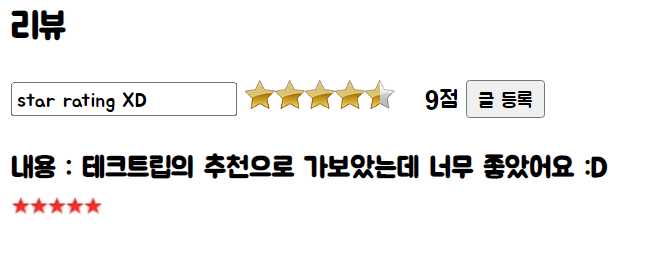 리뷰
star rating XD 9점 글 등록
내용 : 테크트립의 추천으로 가보았는데 너무 좋았어요 :D